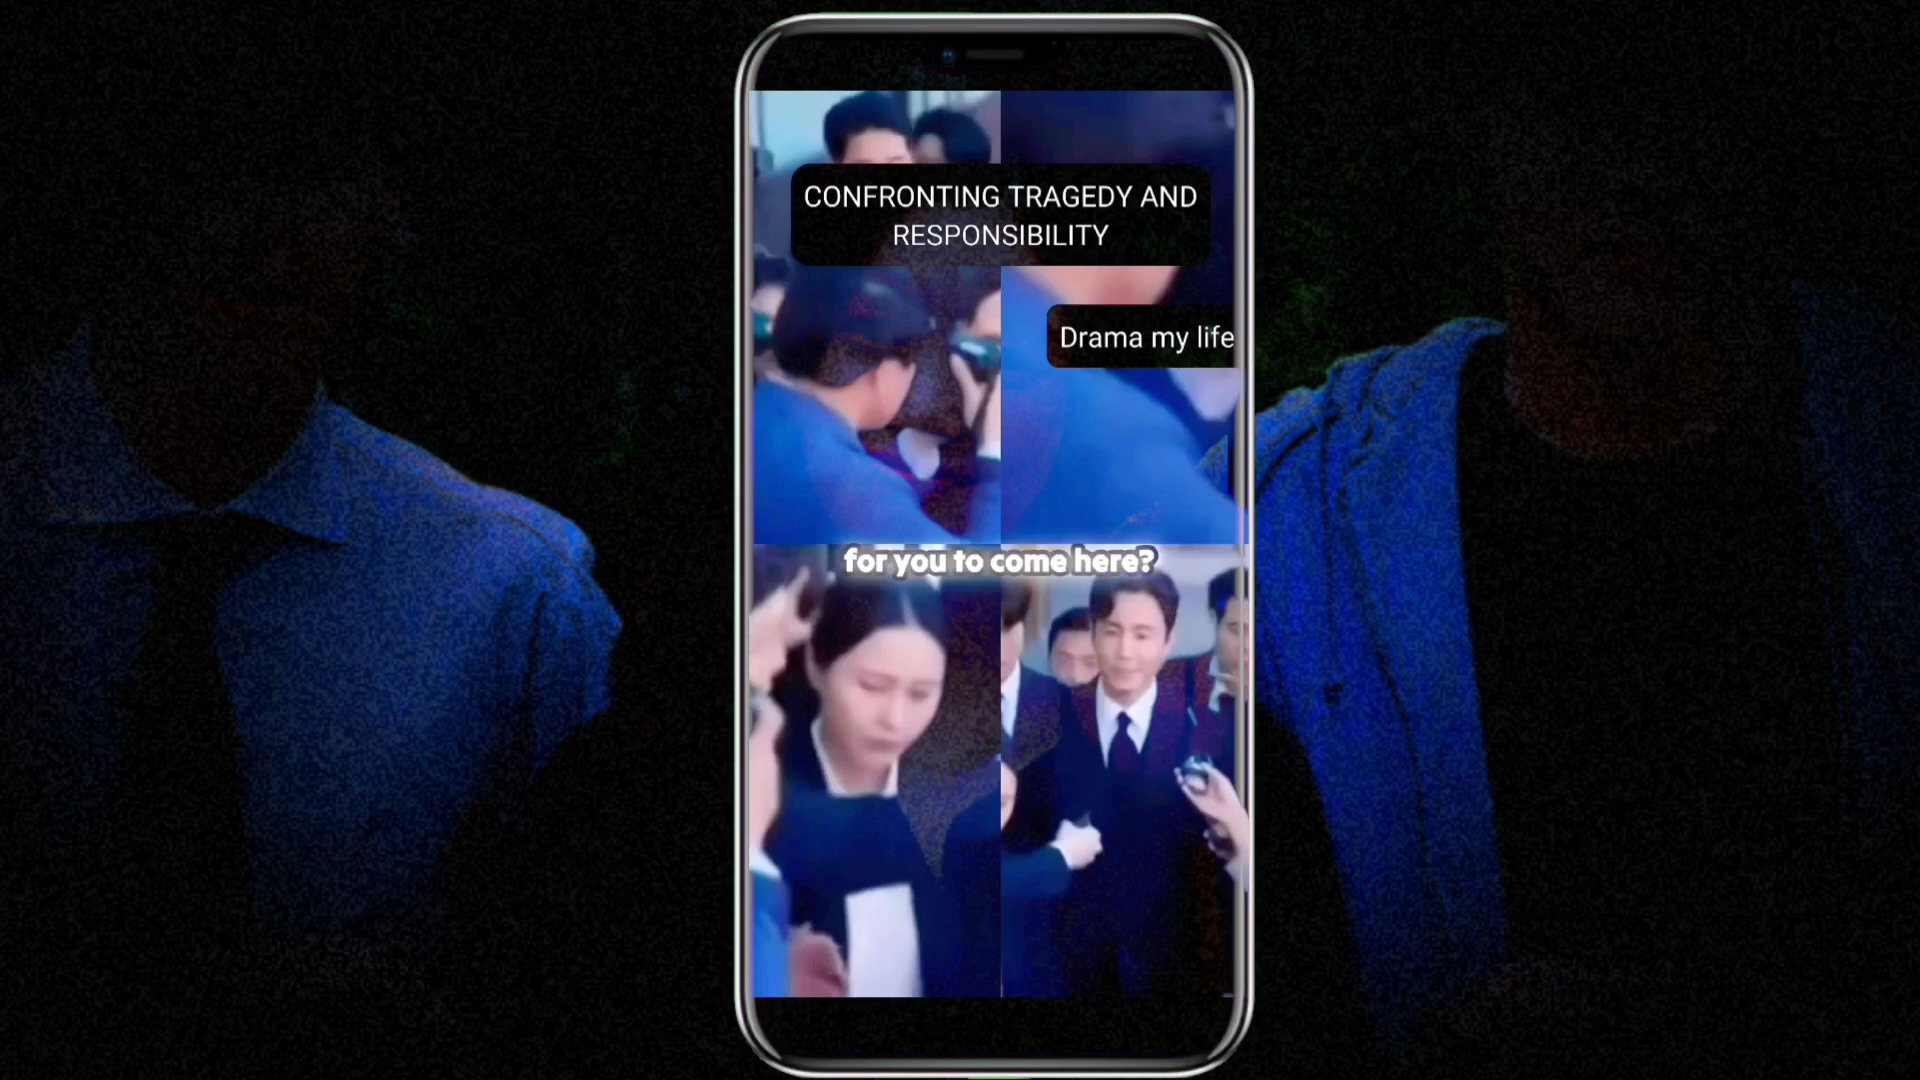 CONFRONTING TRAGEDY AND
RESPONSIBILITY
Drama my life
for you to come here?